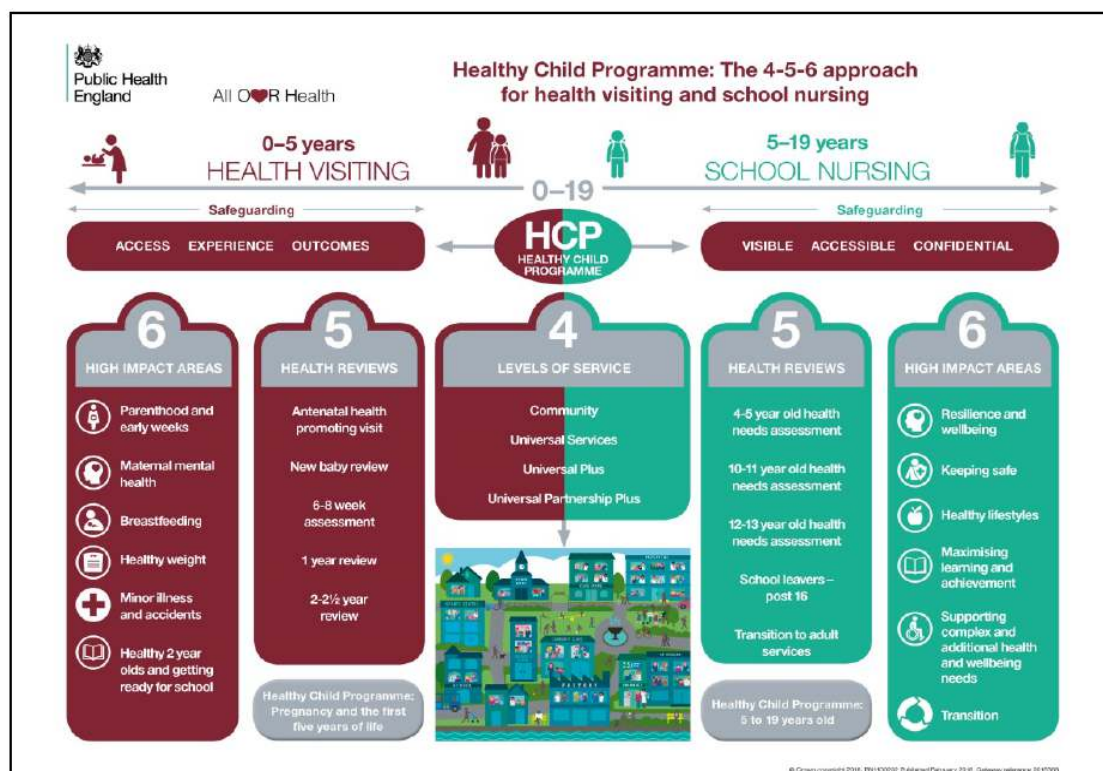 Public Health
England
All O♥R Health
Healthy Child Programme: The 4-5-6 approach
for health visiting and school nursing
0–5 years
HEALTH VISITING
5–19 years
SCHOOL NURSING
0–19
Safeguarding
Safeguarding
ACCESS EXPERIENCE OUTCOMES
HCP
HEALTHY CHILD
PROGRAMME
VISIBLE ACCESSIBLE CONFIDENTIAL
6
HIGH IMPACT AREAS
Parenthood and
early weeks
Maternal mental
health
Breastfeeding
Healthy weight
Minor illness
and accidents
Healthy 2 year
olds and getting
ready for school
5
HEALTH REVIEWS
Antenatal health
promoting visit
New baby review
6-8 week
assessment
1 year review
2-2½ year
review
Healthy Child Programme:
Pregnancy and the first
five years of life
4
LEVELS OF SERVICE
Community
Universal Services
Universal Plus
Universal Partnership Plus
FACTORY
5
HEALTH REVIEWS
4-5 year old health
needs assessment
10-11 year old health
needs assessment
12-13 year old health
needs assessment
School leavers –
post 16
Transition to adult
services
Healthy Child Programme:
5 to 19 years old
6
HIGH IMPACT AREAS
Resilience and
wellbeing
Keeping safe
Healthy lifestyles
Maximising
learning and
achievement
Supporting
complex and
additional health
and wellbeing
needs
Transition
© Crown copyright